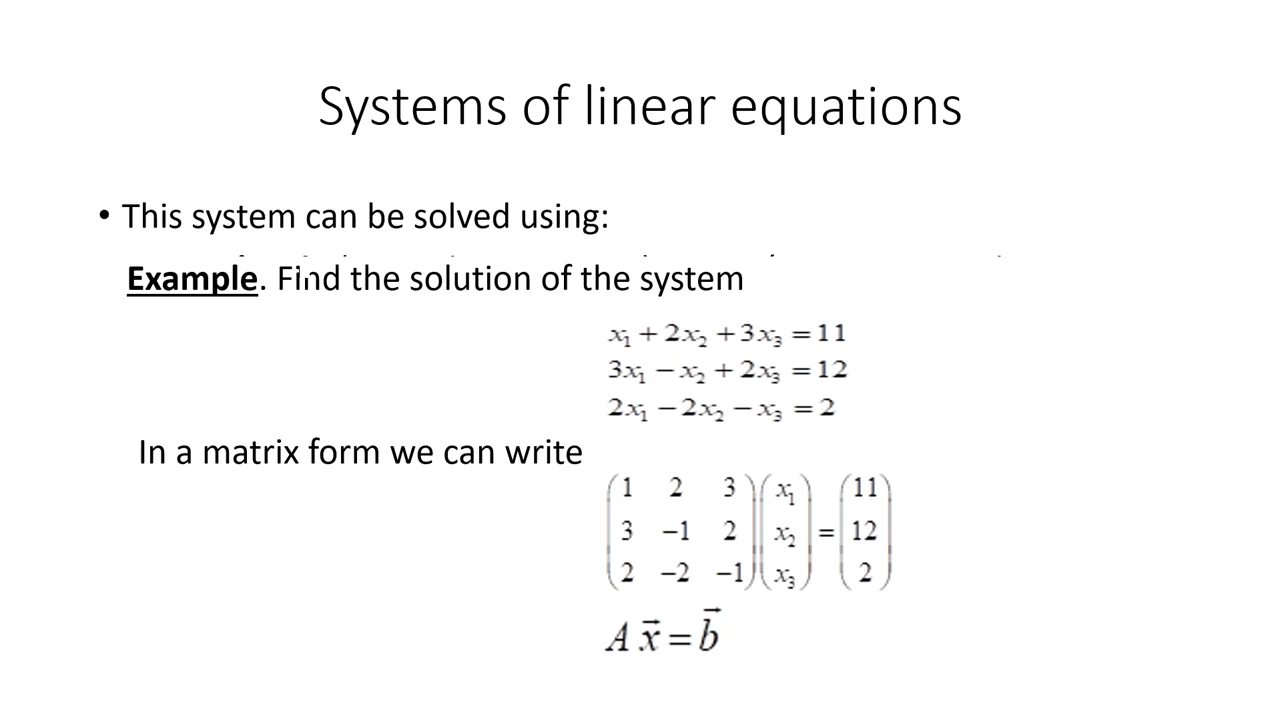 Systems of linear equations
• This system can be solved using:
Example. Find the solution of the system
x₁ + 2x₂ + 3x₃ = 11
3x₁ − x₂ + 2x₃ = 12
2x₁ − 2x₂ − x₃ = 2
In a matrix form we can write
( 1 2 3 ) ( x₁ ) ( 11 )
( 3 −1 2 ) ( x₂ ) = ( 12 )
( 2 −2 −1 ) ( x₃ ) ( 2 )
A x⃗ = b⃗